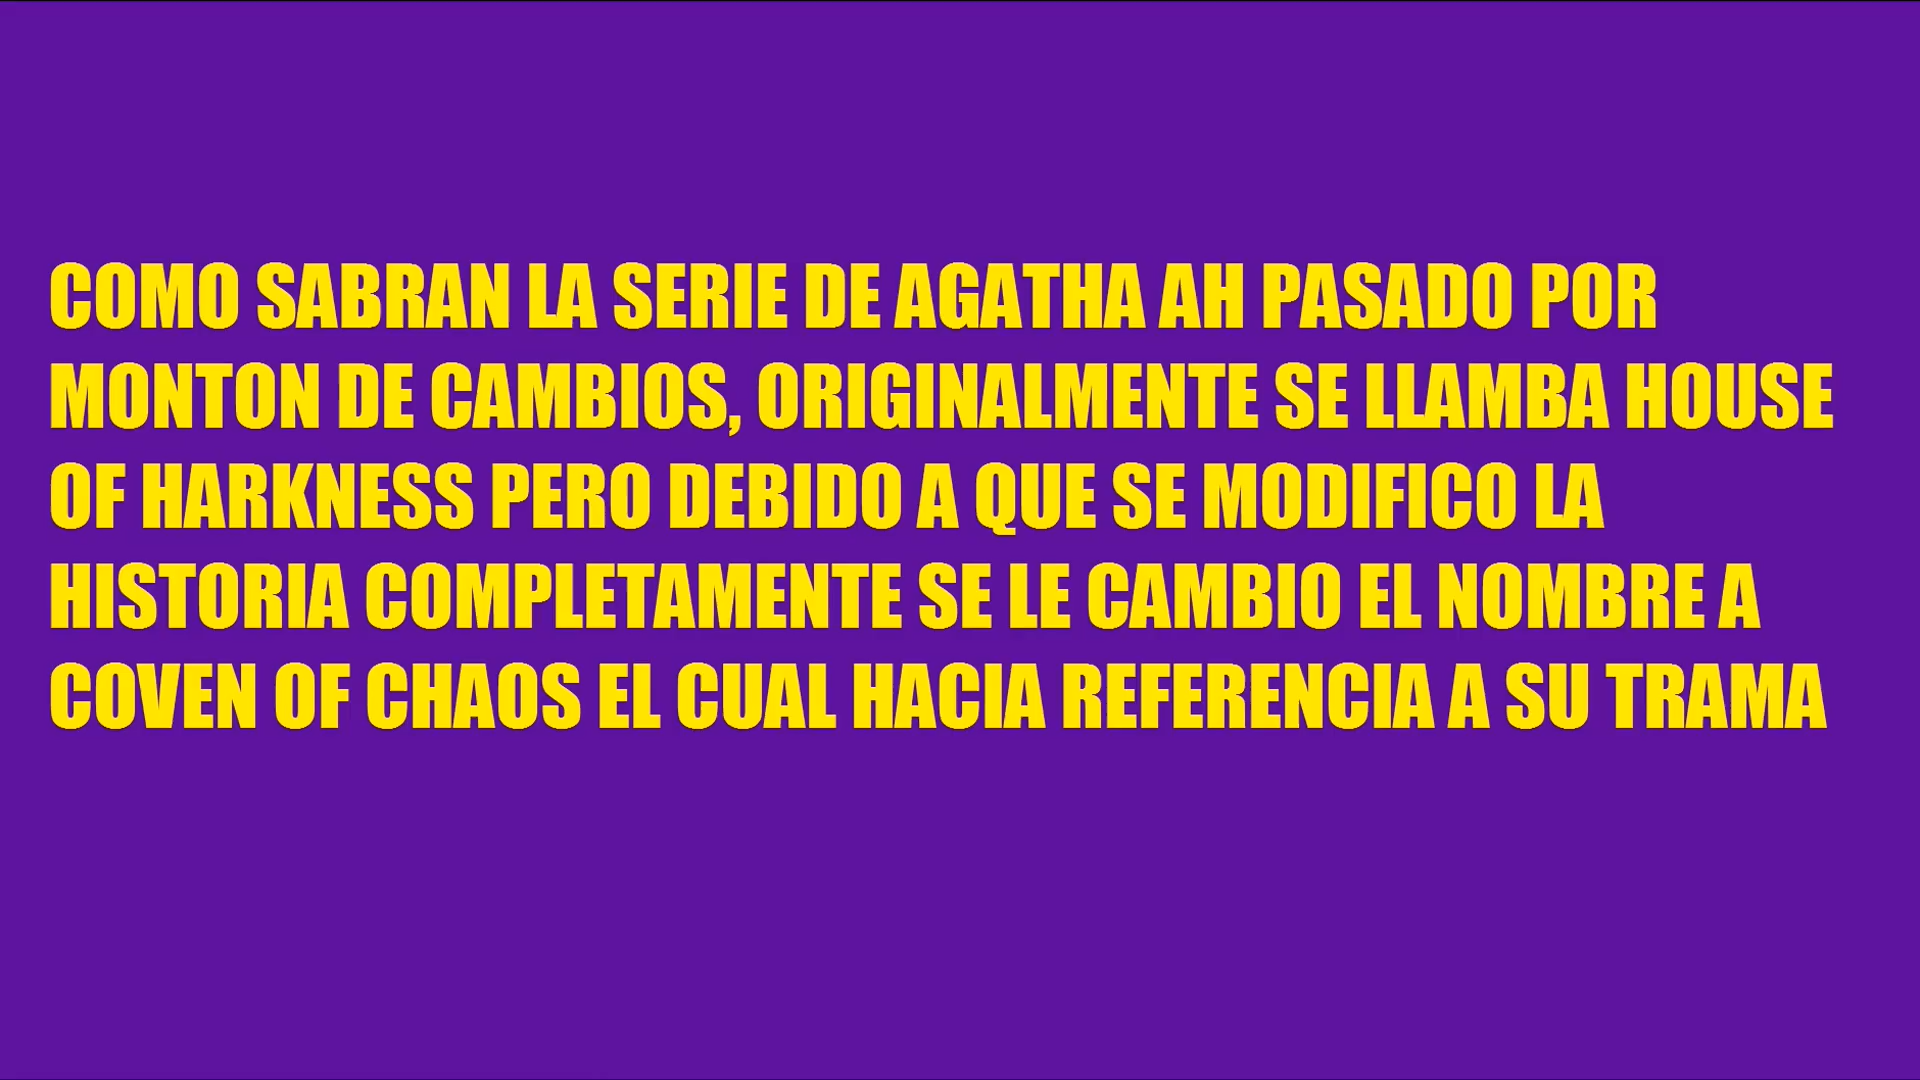 COMO SABRAN LA SERIE DE AGATHA AH PASADO POR
MONTON DE CAMBIOS, ORIGINALMENTE SE LLAMBA HOUSE
OF HARKNESS PERO DEBIDO A QUE SE MODIFICO LA
HISTORIA COMPLETAMENTE SE LE CAMBIO EL NOMBRE A
COVEN OF CHAOS EL CUAL HACIA REFERENCIA A SU TRAMA